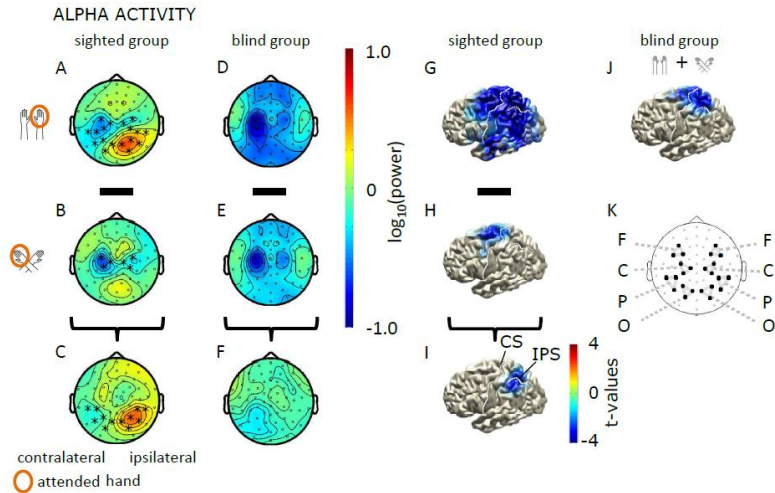 ALPHA ACTIVITY
sighted group
blind group
sighted group
blind group
A
D
G
J
+
1.0
0
-1.0
log10(power)
B
E
H
K
F
F
C
C
P
P
O
O
C
F
I
CS
IPS
4
0
-4
t-values
contralateral
ipsilateral
attended hand